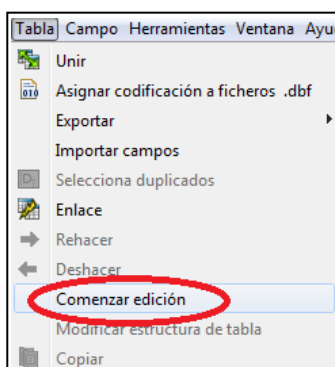 Tabla Campo Herramientas Ventana Ayu
Unir
Asignar codificación a ficheros .dbf
Exportar
Importar campos
Selecciona duplicados
Enlace
Rehacer
Deshacer
Comenzar edición
Modificar estructura de tabla
Copiar